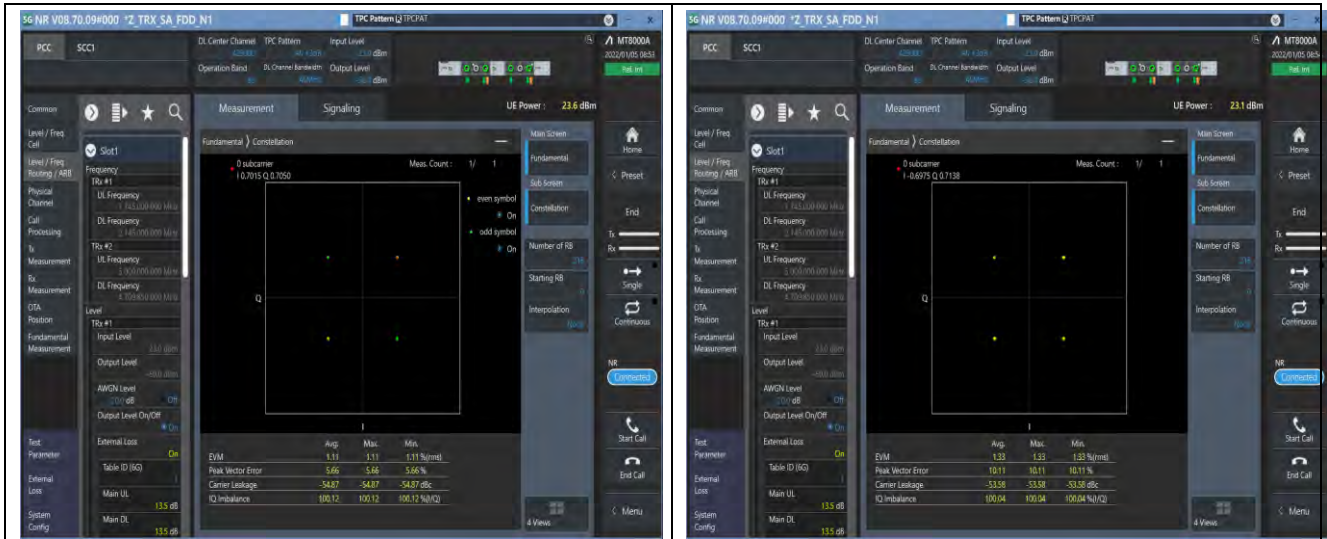 5G NR V08.70.09#000 *Z_TRX_SA_FDD_N1
TPC Pattern
TPCPAT
PCC
SCC1
DL Center Channel
TPC Pattern
Input Level
dBm
Operation Band
DL Channel Bandwidth
Output Level
dBm
MT8000A
2022/01/05 08:53
Common
Level / Freq.
Cell
Level / Freq.
Routing / ARB
Physical
Channel
Call
Processing
Tx
Measurement
Rx
Measurement
OTA
Position
Fundamental
Measurement
Test
Parameter
External
Loss
System
Config
Slot1
Frequency
TRx #1
UL Frequency
DL Frequency
TRx #2
UL Frequency
DL Frequency
Level
TRx #1
Input Level
Output Level
AWGN Level
dB
Off
Output Level On/Off
On
External Loss
On
Table ID (6G)
Main UL
13.5 dB
Main DL
13.5 dB
Measurement
Signaling
UE Power : 23.6 dBm
Fundamental ⟩ Constellation
0 subcarrier
I 0.7015 Q 0.7050
Meas. Count : 1/ 1
even symbol
On
odd symbol
On
Q
I
Avg. Max. Min.
EVM 1.11 1.11 1.11 %(rms)
Peak Vector Error 5.66 5.66 5.66 %
Carrier Leakage -54.87 -54.87 -54.87 dBc
IQ Imbalance 100.12 100.12 100.12 %(I/Q)
Main Screen
Fundamental
Sub Screen
Constellation
Number of RB
Starting RB
Interpolation
4 Views
Home
Preset
End
Tx
Rx
Single
Continuous
NR
Connected
Start Call
End Call
Menu
5G NR V08.70.09#000 *Z_TRX_SA_FDD_N1
TPC Pattern
TPCPAT
PCC
SCC1
DL Center Channel
TPC Pattern
Input Level
dBm
Operation Band
DL Channel Bandwidth
Output Level
dBm
MT8000A
Common
Level / Freq.
Cell
Level / Freq.
Routing / ARB
Physical
Channel
Call
Processing
Tx
Measurement
Rx
Measurement
OTA
Position
Fundamental
Measurement
Test
Parameter
External
Loss
System
Config
Slot1
Frequency
TRx #1
UL Frequency
DL Frequency
TRx #2
UL Frequency
DL Frequency
Level
TRx #1
Input Level
Output Level
AWGN Level
dB
Off
Output Level On/Off
On
External Loss
On
Table ID (6G)
Main UL
13.5 dB
Main DL
13.5 dB
Measurement
Signaling
UE Power : 23.1 dBm
Fundamental ⟩ Constellation
0 subcarrier
I -0.6975 Q 0.7138
Meas. Count : 1/ 1
Q
I
Avg. Max. Min.
EVM 1.33 1.33 1.33 %(rms)
Peak Vector Error 10.11 10.11 10.11 %
Carrier Leakage -53.58 -53.58 -53.58 dBc
IQ Imbalance 100.04 100.04 100.04 %(I/Q)
Main Screen
Fundamental
Sub Screen
Constellation
Number of RB
Starting RB
Interpolation
4 Views
Home
Preset
End
Tx
Rx
Single
Continuous
NR
Connected
Start Call
End Call
Menu